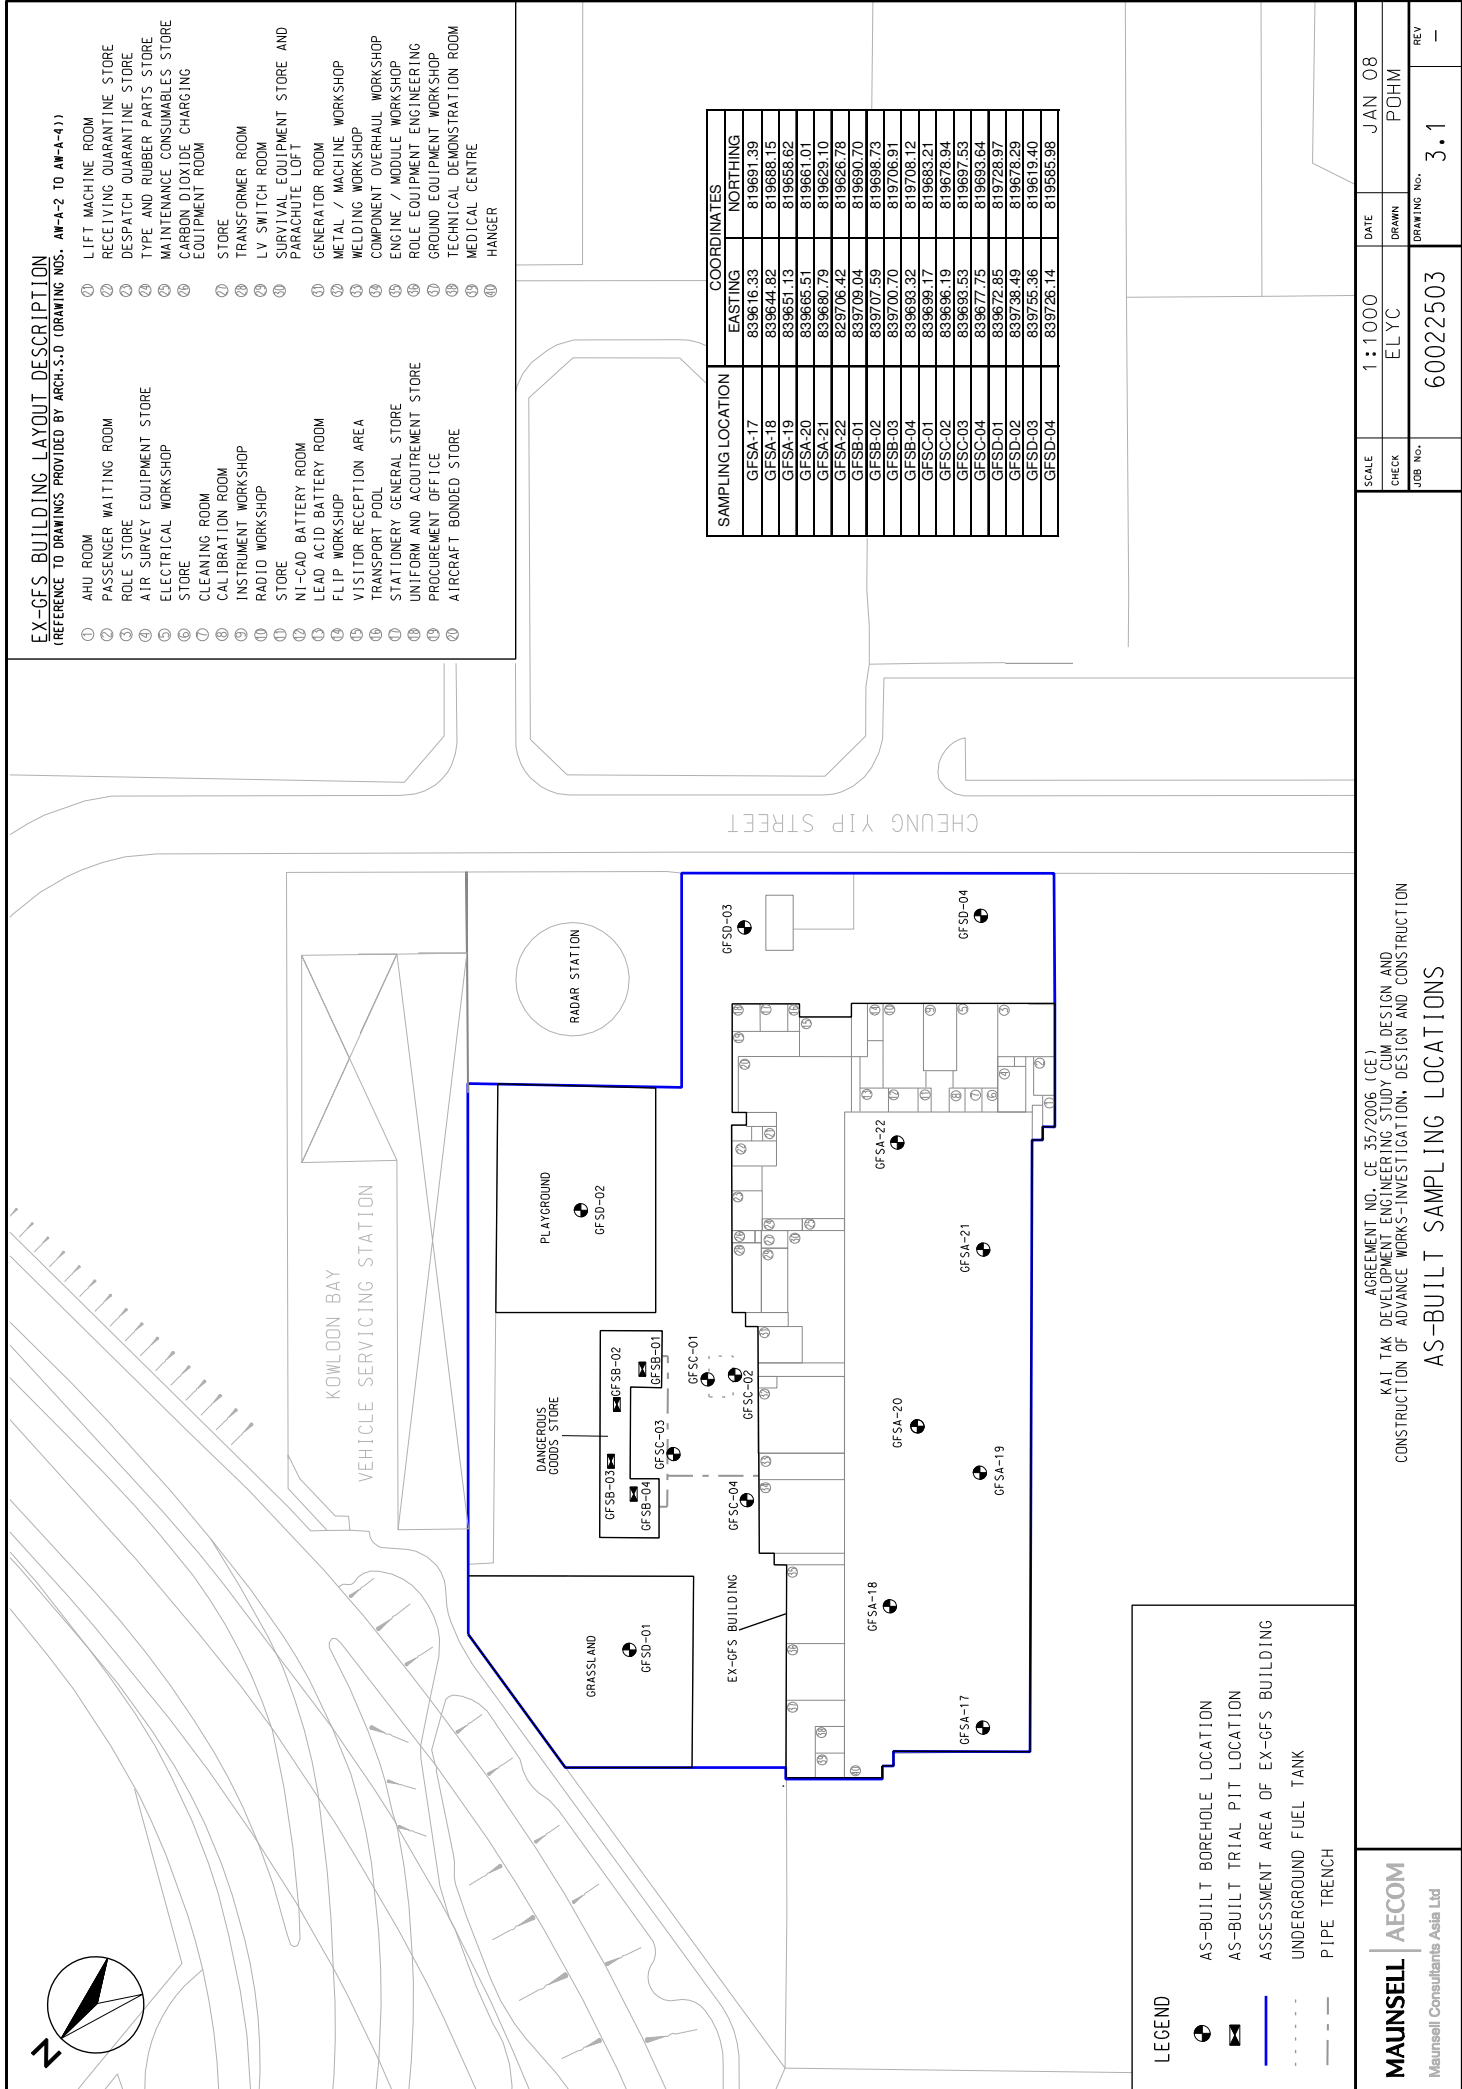 EX-GFS BUILDING LAYOUT DESCRIPTION
(REFERENCE TO DRAWINGS PROVIDED BY ARCH.S.D (DRAWING NOS. AW-A-2 TO AW-A-4))
1 AHU ROOM
2 PASSENGER WAITING ROOM
3 ROLE STORE
4 AIR SURVEY EQUIPMENT STORE
5 ELECTRICAL WORKSHOP
6 STORE
7 CLEANING ROOM
8 CALIBRATION ROOM
9 INSTRUMENT WORKSHOP
10 RADIO WORKSHOP
11 STORE
12 NI-CAD BATTERY ROOM
13 LEAD ACID BATTERY ROOM
14 FLIP WORKSHOP
15 VISITOR RECEPTION AREA
16 TRANSPORT POOL
17 STATIONERY GENERAL STORE
18 UNIFORM AND ACOUTREMENT STORE
19 PROCUREMENT OFFICE
20 AIRCRAFT BONDED STORE
21 LIFT MACHINE ROOM
22 RECEIVING QUARANTINE STORE
23 DESPATCH QUARANTINE STORE
24 TYPE AND RUBBER PARTS STORE
25 MAINTENANCE CONSUMABLES STORE
26 CARBON DIOXIDE CHARGING
EQUIPMENT ROOM
27 STORE
28 TRANSFORMER ROOM
29 LV SWITCH ROOM
30 SURVIVAL EQUIPMENT STORE AND
PARACHUTE LOFT
31 GENERATOR ROOM
32 METAL / MACHINE WORKSHOP
33 WELDING WORKSHOP
34 COMPONENT OVERHAUL WORKSHOP
35 ENGINE / MODULE WORKSHOP
36 ROLE EQUIPMENT ENGINEERING
37 GROUND EQUIPMENT WORKSHOP
38 TECHNICAL DEMONSTRATION ROOM
39 MEDICAL CENTRE
40 HANGER
SAMPLING LOCATION COORDINATES
EASTING NORTHING
GFSA-17 839616.33 819691.39
GFSA-18 839644.82 819688.15
GFSA-19 839651.13 819658.62
GFSA-20 839665.51 819661.01
GFSA-21 839680.79 819629.10
GFSA-22 829706.42 819626.78
GFSB-01 839709.04 819690.70
GFSB-02 839707.59 819698.73
GFSB-03 839700.70 819706.91
GFSB-04 839693.32 819708.12
GFSC-01 839699.17 819683.21
GFSC-02 839696.19 819678.94
GFSC-03 839693.53 819697.53
GFSC-04 839677.75 819693.64
GFSD-01 839672.85 819728.97
GFSD-02 839738.49 819678.29
GFSD-03 839755.36 819619.40
GFSD-04 839726.14 819585.98
CHEUNG YIP STREET
KOWLOON BAY
VEHICLE SERVICING STATION
RADAR STATION
PLAYGROUND
GFSD-02
DANGEROUS
GOODS STORE
GFSB-03
GFSB-02
GFSB-04
GFSB-01
GFSC-03
GFSC-01
GFSC-04
GFSC-02
GRASSLAND
GFSD-01
EX-GFS BUILDING
GFSD-03
GFSD-04
GFSA-17
GFSA-18
GFSA-19
GFSA-20
GFSA-21
GFSA-22
N
LEGEND
AS-BUILT BOREHOLE LOCATION
AS-BUILT TRIAL PIT LOCATION
ASSESSMENT AREA OF EX-GFS BUILDING
UNDERGROUND FUEL TANK
PIPE TRENCH
MAUNSELL | AECOM
Maunsell Consultants Asia Ltd
AGREEMENT NO. CE 35/2006 (CE)
KAI TAK DEVELOPMENT ENGINEERING STUDY CUM DESIGN AND
CONSTRUCTION OF ADVANCE WORKS-INVESTIGATION, DESIGN AND CONSTRUCTION
AS-BUILT SAMPLING LOCATIONS
SCALE 1:1000 DATE JAN 08
CHECK ELYC DRAWN POHM
JOB No. 60022503 DRAWING No. 3.1 REV –